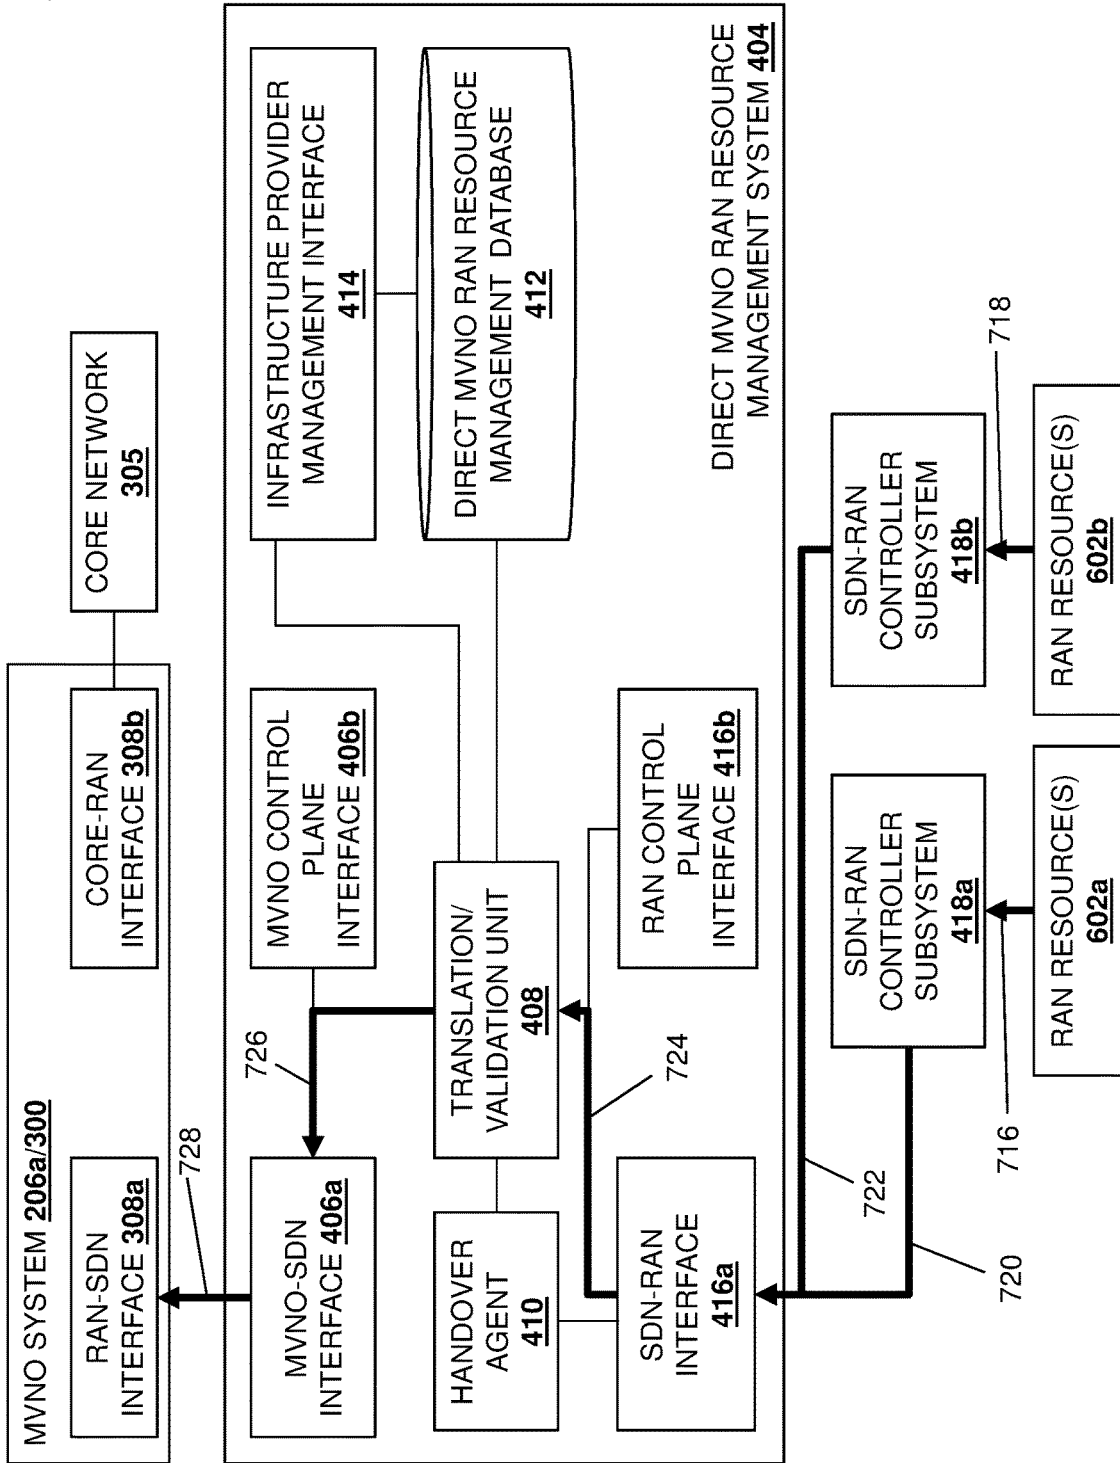 MVNO SYSTEM 206a/300
RAN-SDN
INTERFACE 308a
CORE-RAN
INTERFACE 308b
CORE NETWORK
305
728
MVNO-SDN
INTERFACE 406a
726
MVNO CONTROL
PLANE
INTERFACE 406b
INFRASTRUCTURE PROVIDER
MANAGEMENT INTERFACE
414
HANDOVER
AGENT
410
TRANSLATION/
VALIDATION UNIT
408
DIRECT MVNO RAN RESOURCE
MANAGEMENT DATABASE
412
SDN-RAN
INTERFACE
416a
724
RAN CONTROL
PLANE
INTERFACE 416b
DIRECT MVNO RAN RESOURCE
MANAGEMENT SYSTEM 404
722
720
SDN-RAN
CONTROLLER
SUBSYSTEM
418a
SDN-RAN
CONTROLLER
SUBSYSTEM
418b
716
718
RAN RESOURCE(S)
602a
RAN RESOURCE(S)
602b